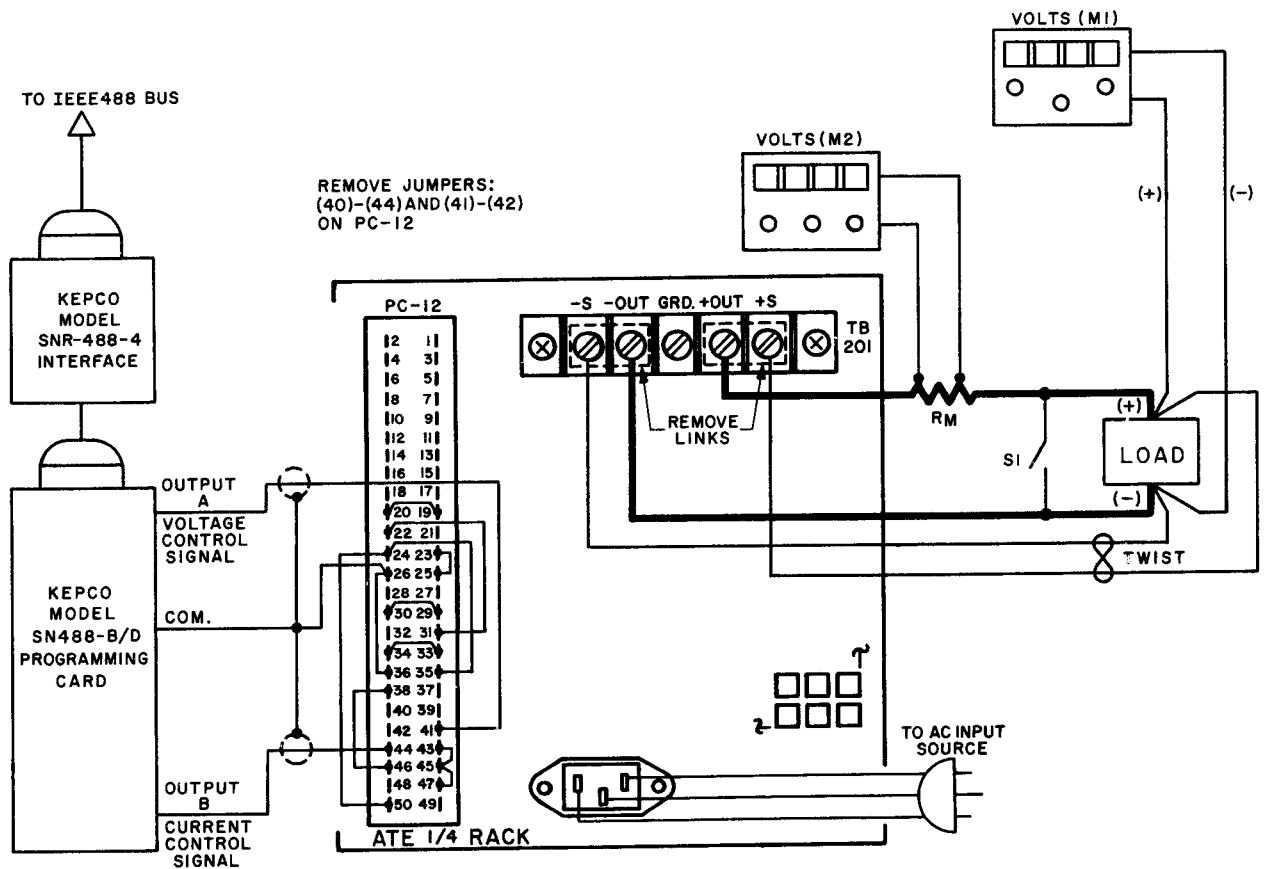 VOLTS (M1)
TO IEEE488 BUS
VOLTS (M2)
REMOVE JUMPERS:
(40)-(44) AND (41)-(42)
ON PC-12
(+)
(-)
KEPCO
MODEL
SNR-488-4
INTERFACE
PC-12
-S -OUT GRD. +OUT +S
TB
201
2 1
4 3
6 5
8 7
10 9
12 11
14 13
16 15
18 17
20 19
22 21
24 23
26 25
28 27
30 29
32 31
34 33
36 35
38 37
40 39
42 41
44 43
46 45
48 47
50 49
REMOVE
LINKS
RM
S1
(+)
LOAD
(-)
TWIST
OUTPUT
A
VOLTAGE
CONTROL
SIGNAL
COM.
KEPCO
MODEL
SN488-B/D
PROGRAMMING
CARD
OUTPUT
B
CURRENT
CONTROL
SIGNAL
1
2
TO AC INPUT
SOURCE
ATE 1/4 RACK